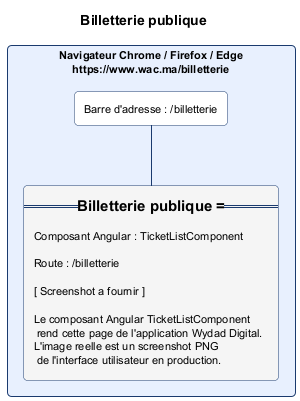 Billetterie publique
Navigateur Chrome / Firefox / Edge
https://www.wac.ma/billetterie
Barre d'adresse : /billetterie
Billetterie publique =
Composant Angular : TicketListComponent
Route : /billetterie
[ Screenshot a fournir ]
Le composant Angular TicketListComponent
rend cette page de l'application Wydad Digital.
L'image reelle est un screenshot PNG
de l'interface utilisateur en production.